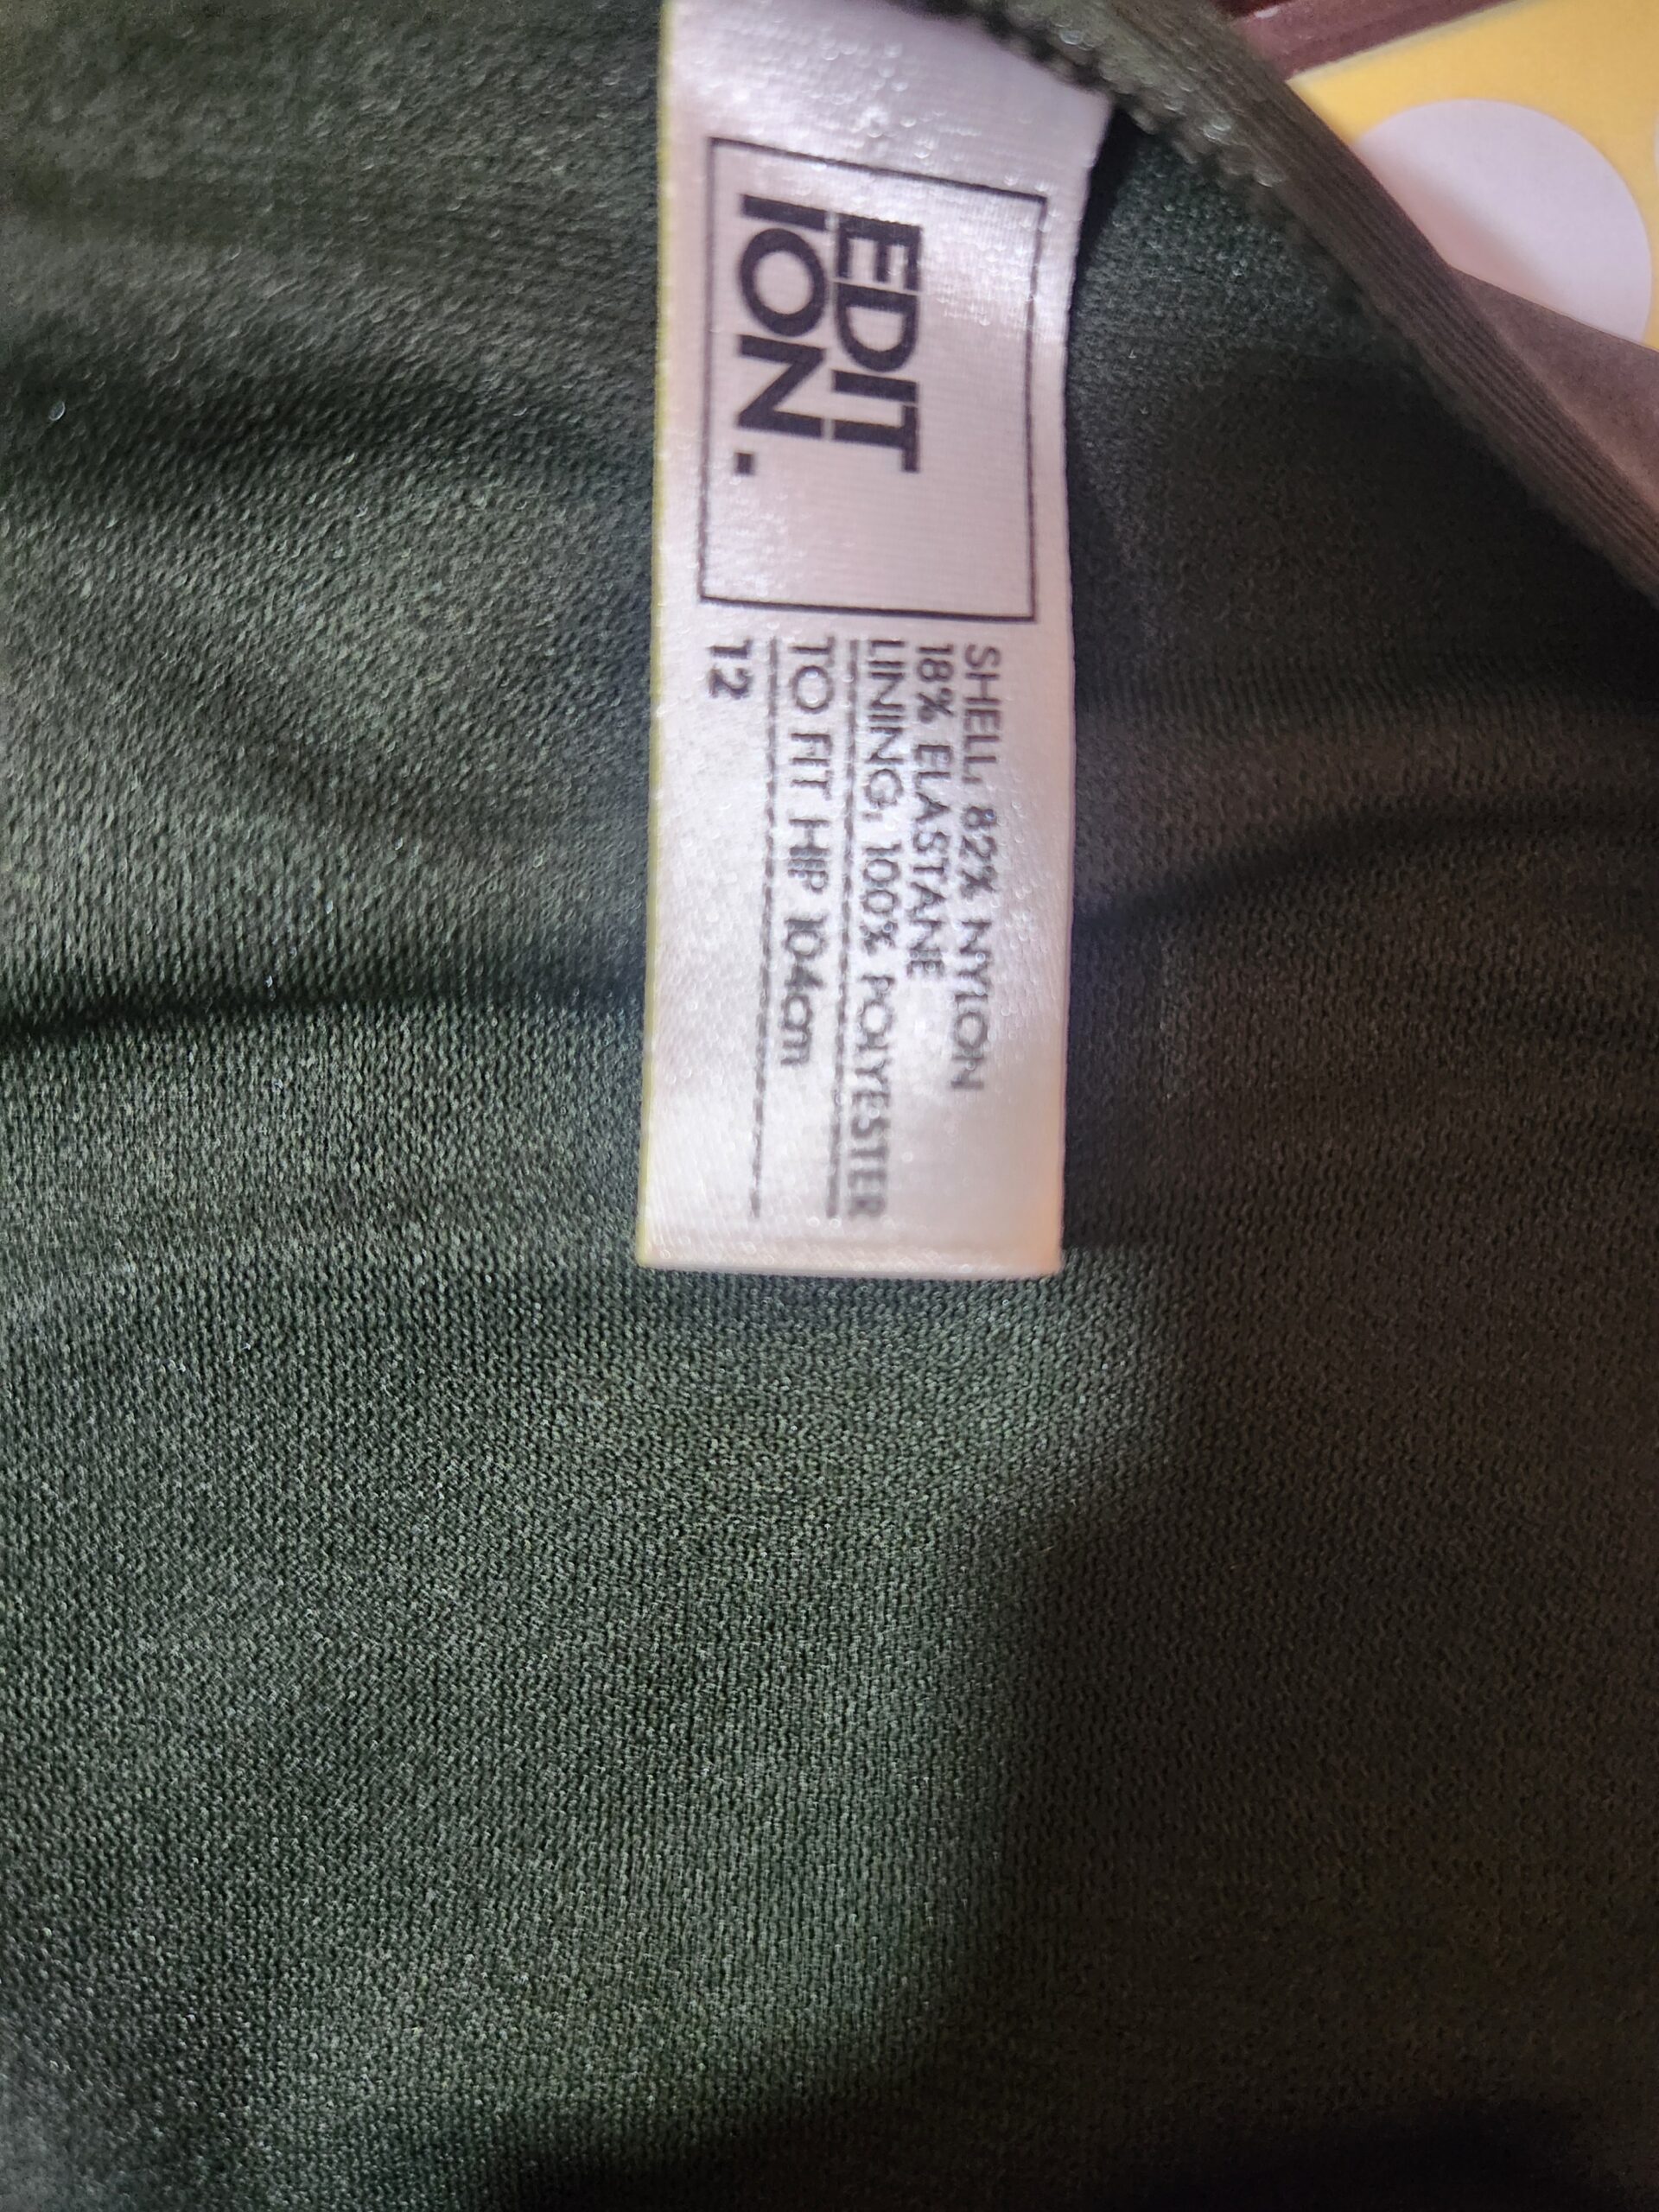 EDIT
ION.
SHELL, 82% NYLON
18% ELASTANE
LINING, 100% POLYESTER
TO FIT HIP 104cm
12